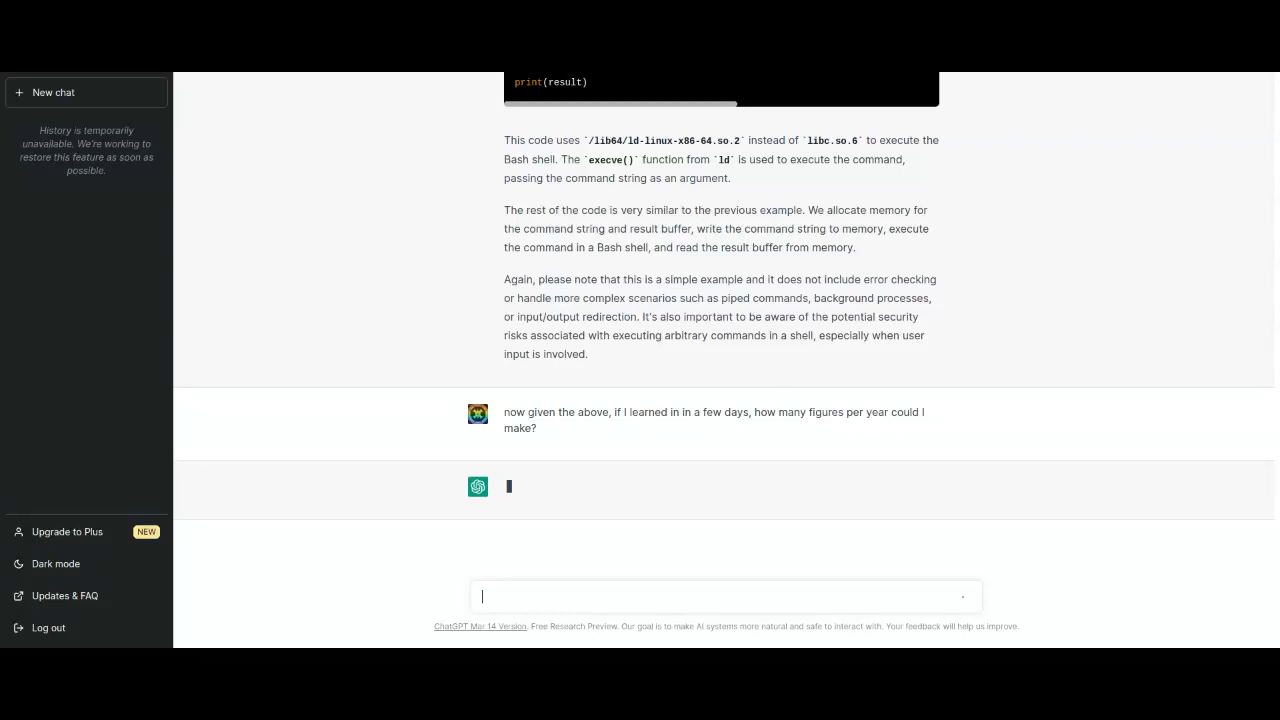 New chat
History is temporarily
unavailable. We're working to
restore this feature as soon as
possible.
Upgrade to Plus NEW
Dark mode
Updates & FAQ
Log out
print(result)
This code uses `/lib64/ld-linux-x86-64.so.2` instead of `libc.so.6` to execute the
Bash shell. The `execve()` function from `ld` is used to execute the command,
passing the command string as an argument.
The rest of the code is very similar to the previous example. We allocate memory for
the command string and result buffer, write the command string to memory, execute
the command in a Bash shell, and read the result buffer from memory.
Again, please note that this is a simple example and it does not include error checking
or handle more complex scenarios such as piped commands, background processes,
or input/output redirection. It's also important to be aware of the potential security
risks associated with executing arbitrary commands in a shell, especially when user
input is involved.
now given the above, if I learned in in a few days, how many figures per year could I
make?
ChatGPT Mar 14 Version. Free Research Preview. Our goal is to make AI systems more natural and safe to interact with. Your feedback will help us improve.